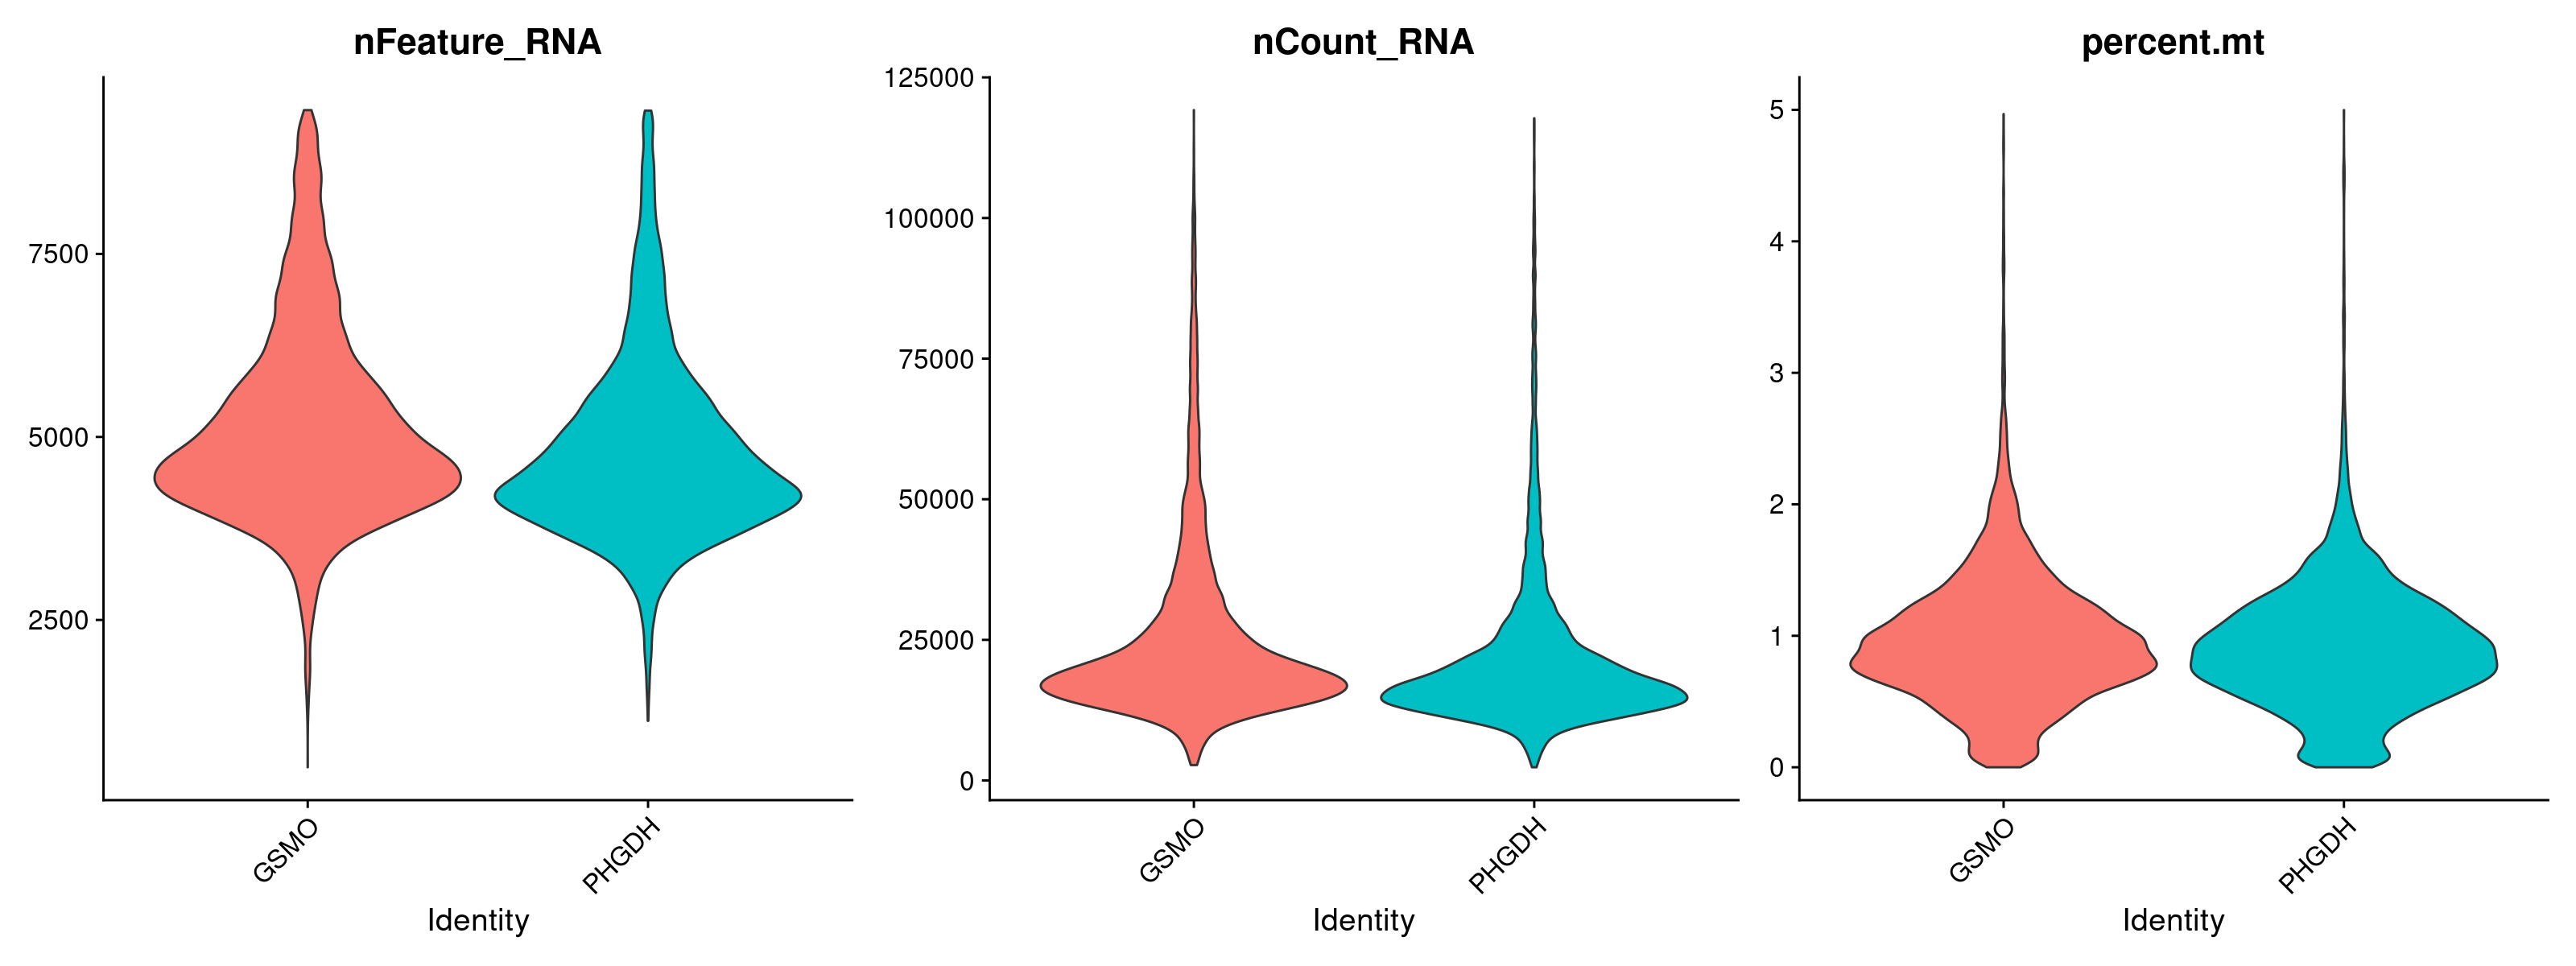 nFeature_RNA
7500
5000
2500
GSMO
PHGDH
Identity
nCount_RNA
125000
100000
75000
50000
25000
0
GSMO
PHGDH
Identity
percent.mt
5
4
3
2
1
0
GSMO
PHGDH
Identity